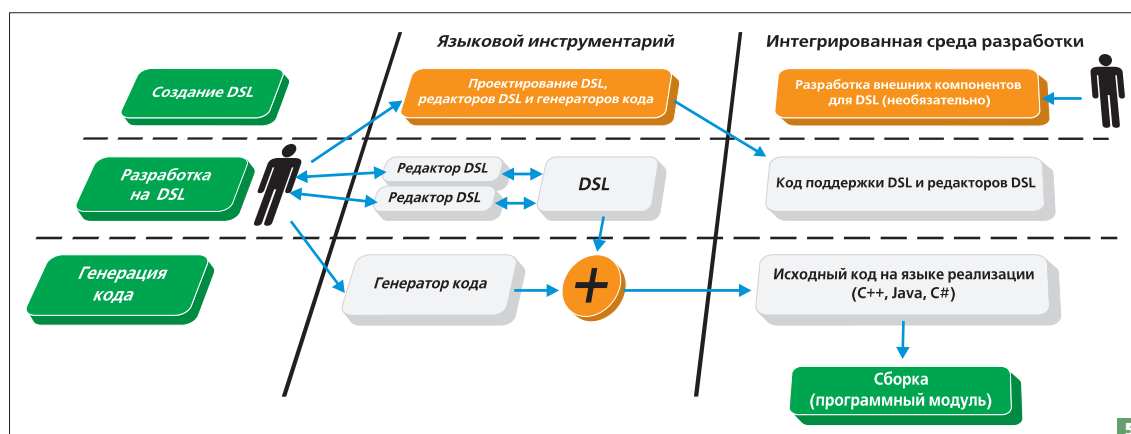 Языковой инструментарий
Интегрированная среда разработки
Создание DSL
Проектирование DSL,
редакторов DSL и генераторов кода
Разработка внешних компонентов
для DSL (необязательно)
Разработка
на DSL
Редактор DSL
Редактор DSL
DSL
Код поддержки DSL и редакторов DSL
Генерация
кода
Генератор кода
+
Исходный код на языке реализации
(C++, Java, C#)
Сборка
(программный модуль)